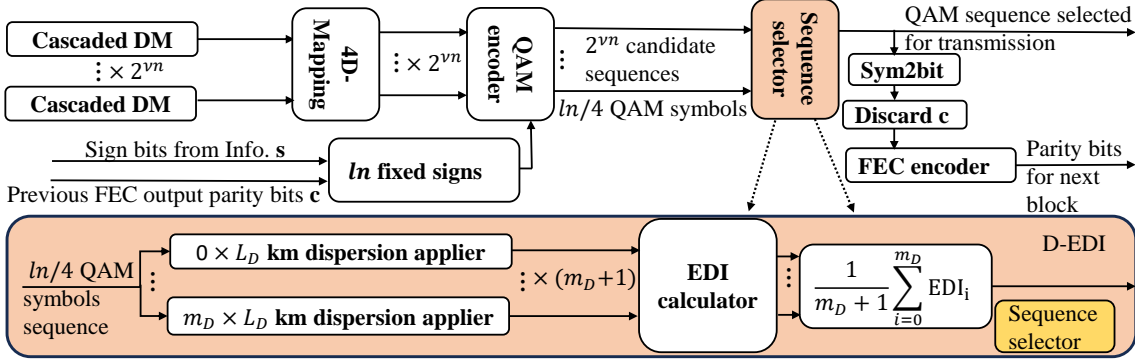 Cascaded DM
⋮ × 2^{vn}
Cascaded DM
4D-
Mapping
⋮ × 2^{vn}
QAM
encoder
2^{vn} candidate
sequences
ln/4 QAM symbols
Sequence
selector
QAM sequence selected
for transmission
Sym2bit
Discard c
FEC encoder
Parity bits
for next
block
Sign bits from Info. s
Previous FEC output parity bits c
ln fixed signs
D-EDI
ln/4 QAM
symbols
sequence
0 × L_D km dispersion applier
⋮
m_D × L_D km dispersion applier
⋮ × (m_D+1)
EDI
calculator
⋮
\frac{1}{m_D + 1} \sum_{i=0}^{m_D} EDI_i
Sequence
selector